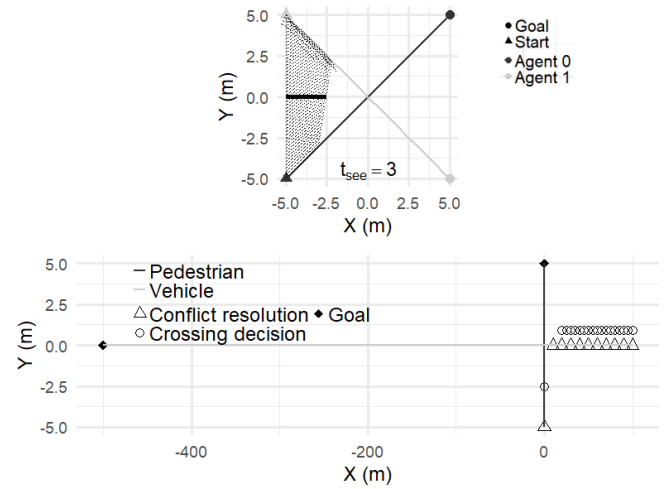 5.0
2.5
0.0
-2.5
-5.0
Y (m)
-5.0 -2.5 0.0 2.5 5.0
X (m)
t_see = 3
Goal
Start
Agent 0
Agent 1
5.0
2.5
0.0
-2.5
-5.0
Y (m)
Pedestrian
Vehicle
Conflict resolution Goal
Crossing decision
-400 -200 0
X (m)